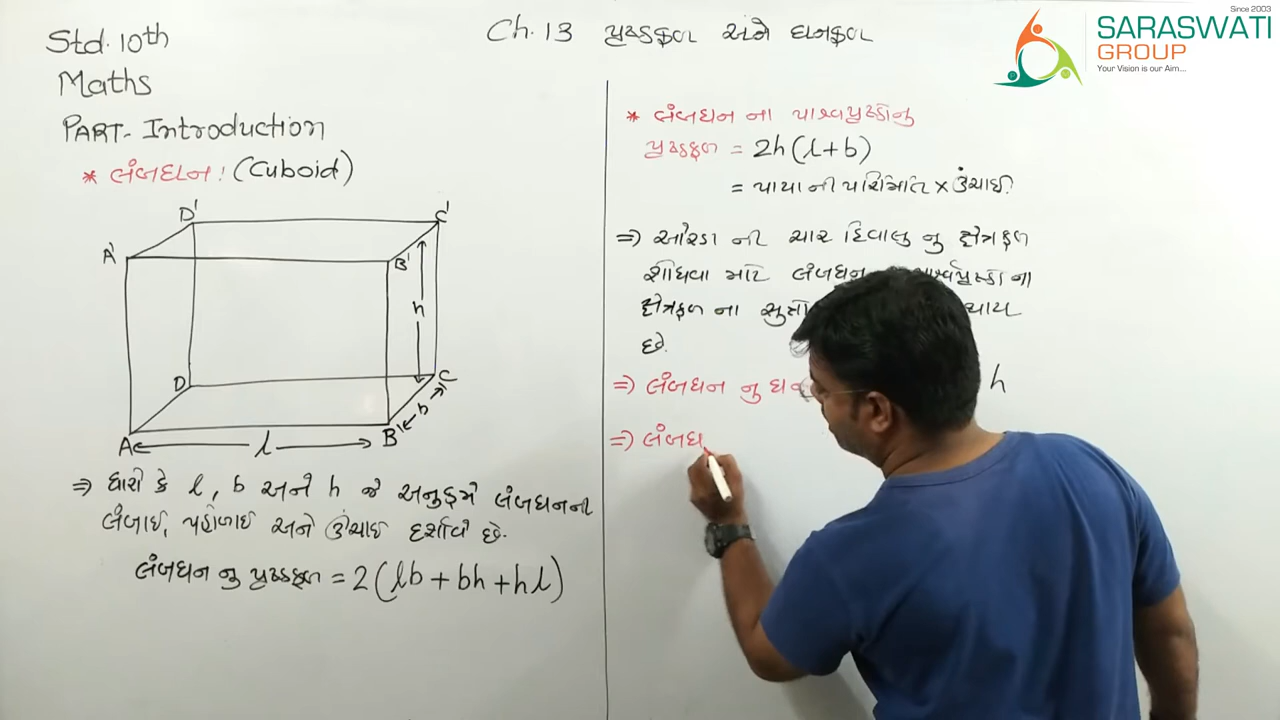 Std. 10th
Maths
PART- Introduction
* લંબઘન : (Cuboid)
D'
C'
A'
B'
h
D
C
b
A
l
B
⇒ ધારો કે l, b અને h એ અનુક્રમે લંબઘનની
લંબાઈ, પહોળાઈ અને ઊંચાઈ દર્શાવે છે.
લંબઘન નુ પૃષ્ઠફળ = 2(lb + bh + hl)
Ch. 13 પૃષ્ઠફળ અને ઘનફળ
* લંબઘન ના પાર્શ્વપૃષ્ઠોનુ
પૃષ્ઠફળ = 2h(l+b)
= પાયા ની પરિમિતિ × ઊંચાઈ
⇒ ઓરડા ની ચાર દિવાલુ નુ ક્ષેત્રફળ
શોધવા માટે લંબઘન
ક્ષેત્રફળ ના
છે.
⇒ લંબઘન નુ ઘન h
⇒ લંબઘ
Since 2003
SARASWATI
GROUP
Your Vision is our Aim...